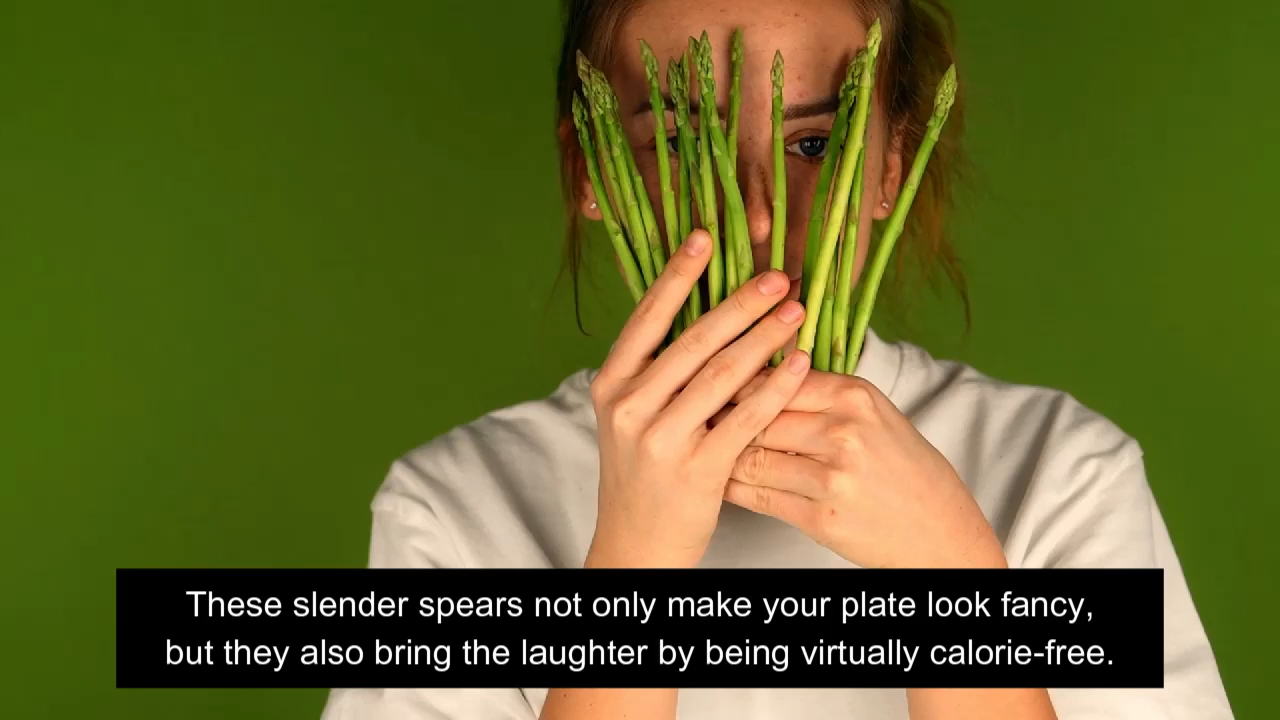 These slender spears not only make your plate look fancy,
but they also bring the laughter by being virtually calorie-free.